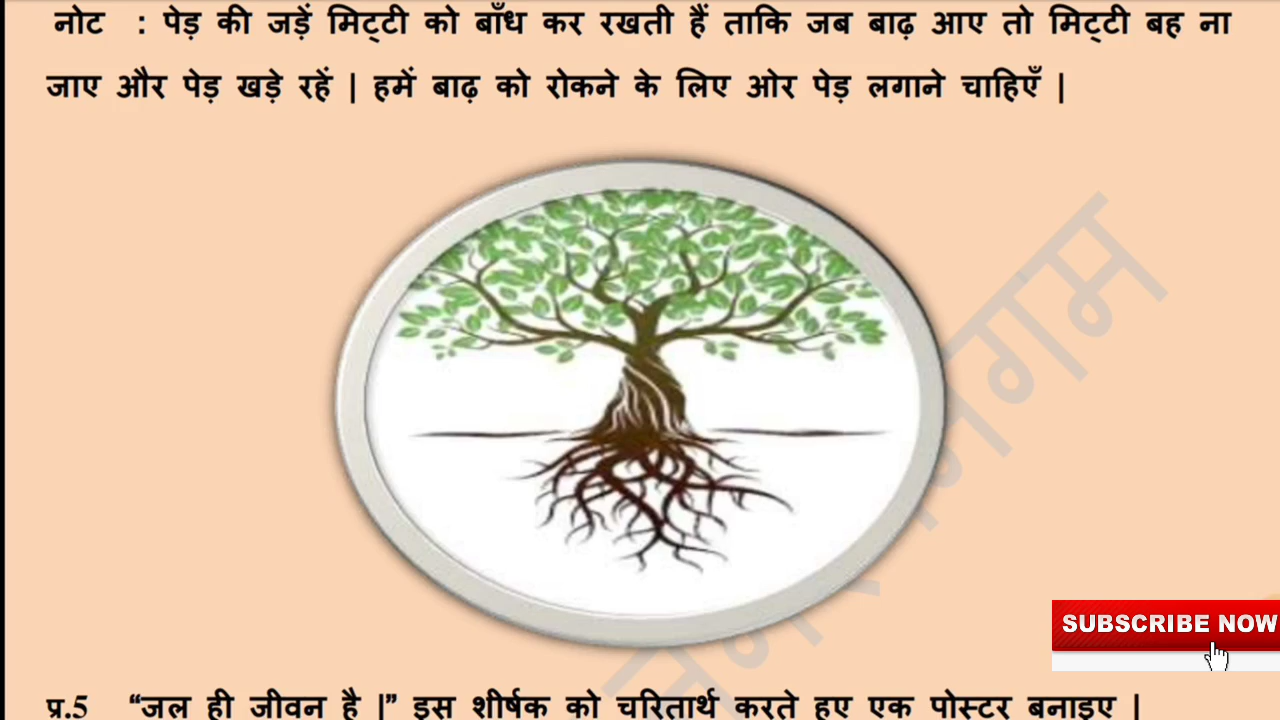 नोट : पेड़ की जड़ें मिट्टी को बाँध कर रखती हैं ताकि जब बाढ़ आए तो मिट्टी बह ना
जाए और पेड़ खड़े रहें | हमें बाढ़ को रोकने के लिए ओर पेड़ लगाने चाहिएँ |
SUBSCRIBE NOW
प्र.5 “जल ही जीवन है |” इस शीर्षक को चरितार्थ करते हुए एक पोस्टर बनाइए |